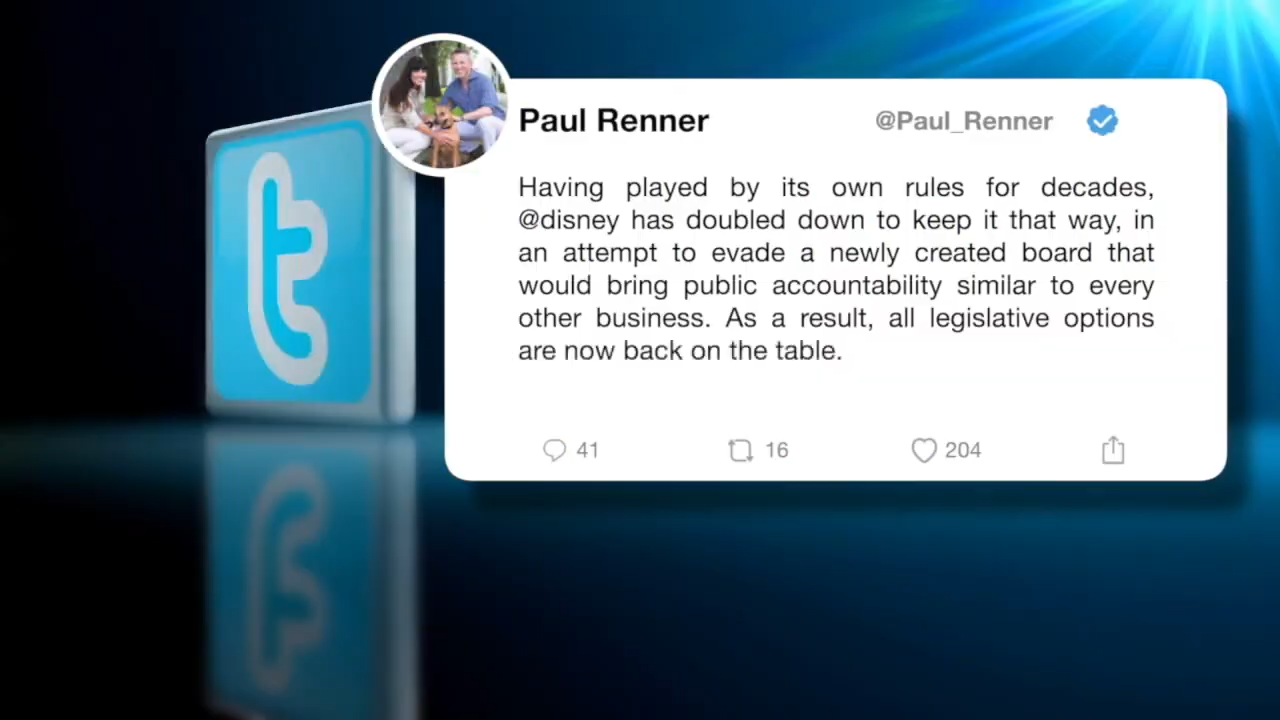 Paul Renner @Paul_Renner
Having played by its own rules for decades,
@disney has doubled down to keep it that way, in
an attempt to evade a newly created board that
would bring public accountability similar to every
other business. As a result, all legislative options
are now back on the table.
41 16 204
t